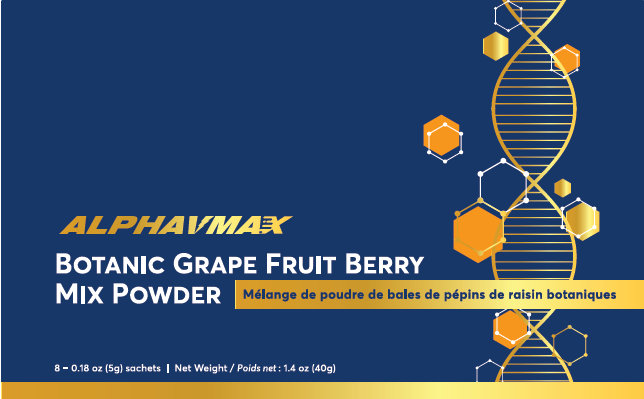 ALPHAVMAX
BOTANIC GRAPE FRUIT BERRY
MIX POWDER
Mélange de poudre de bales de pépins de raisin botaniques
8 – 0.18 oz (5g) sachets | Net Weight / Poids net : 1.4 oz (40g)